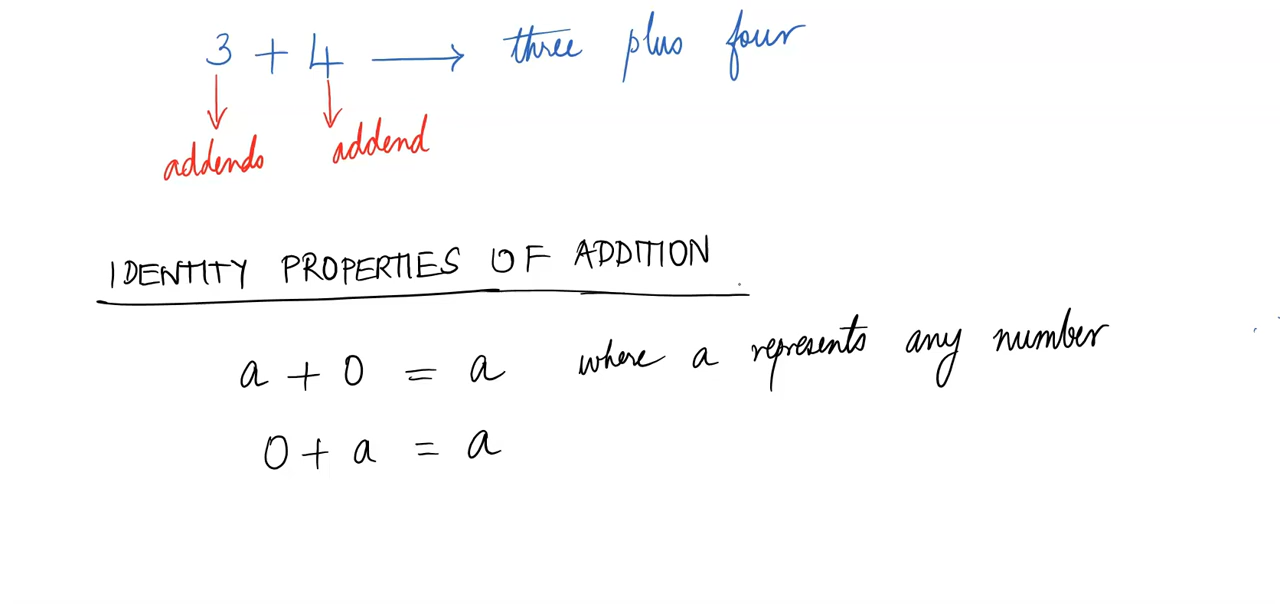 3 + 4 ⟶ three plus four
addends addend
IDENTITY PROPERTIES OF ADDITION
a + 0 = a where a represents any number
0 + a = a